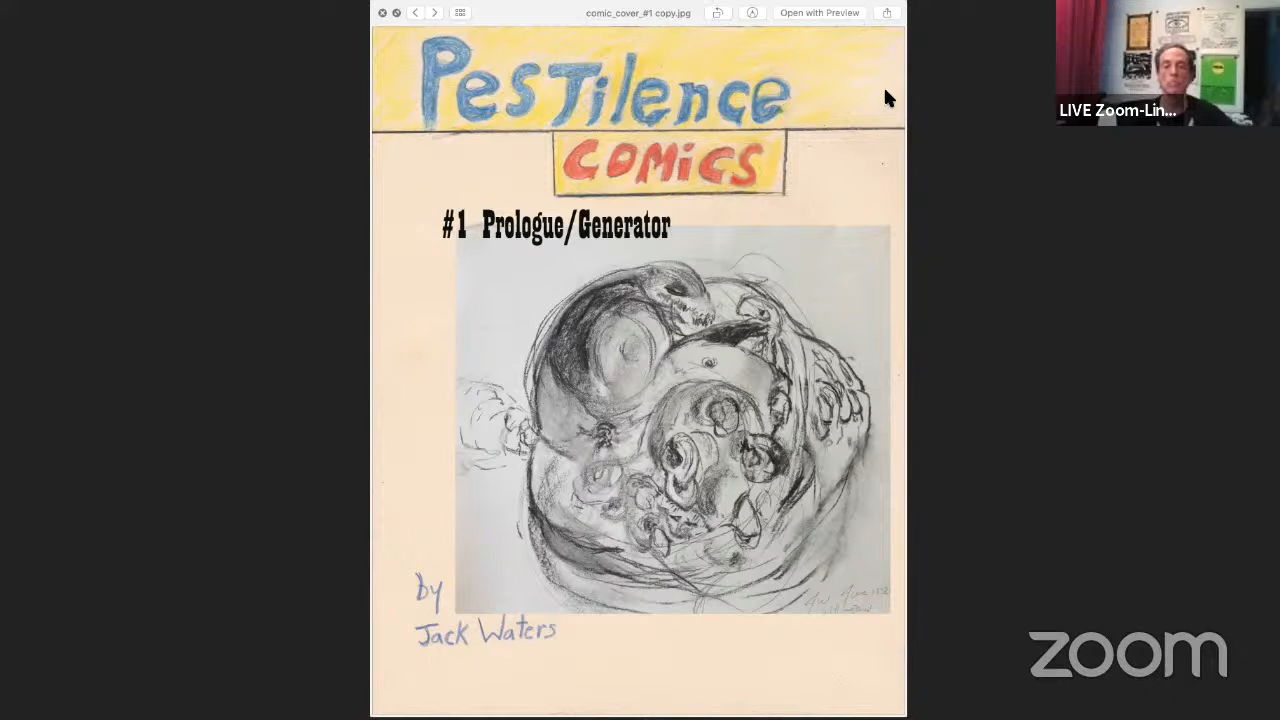 comic_cover_#1 copy.jpg
Open with Preview
PesTilence
COMiCS
#1 Prologue/Generator
by
Jack Waters
LIVE Zoom-Lin...
zoom